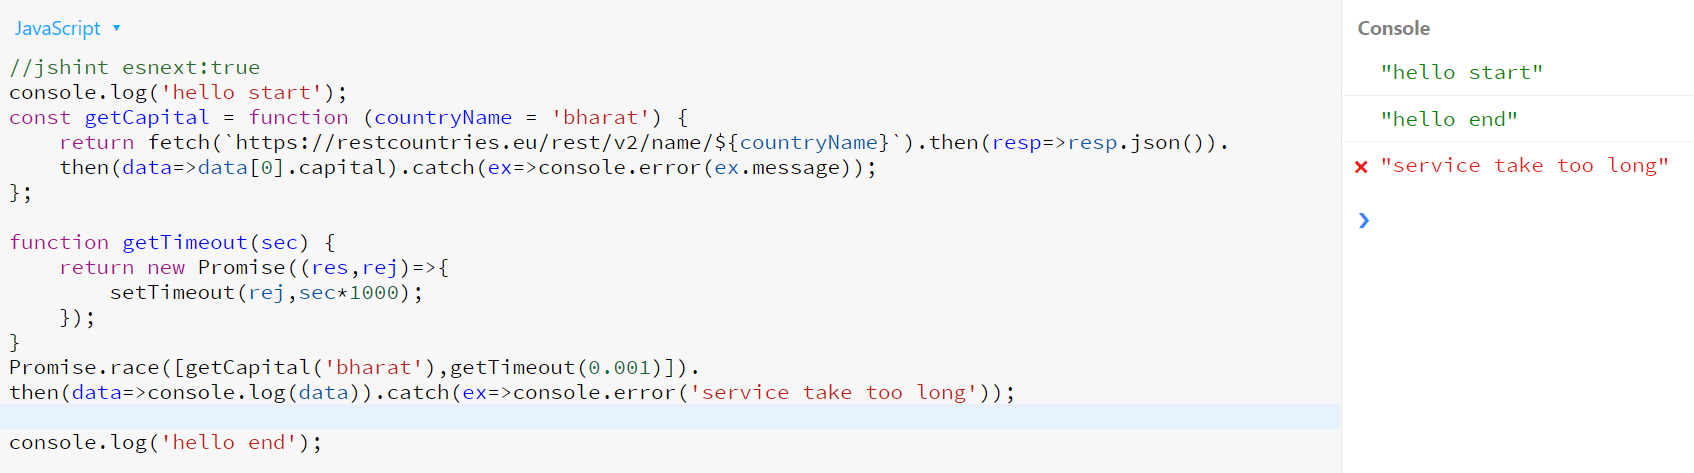 JavaScript
//jshint esnext:true
console.log('hello start');
const getCapital = function (countryName = 'bharat') {
    return fetch(`https://restcountries.eu/rest/v2/name/${countryName}`).then(resp=>resp.json()).
    then(data=>data[0].capital).catch(ex=>console.error(ex.message));
};
function getTimeout(sec) {
    return new Promise((res,rej)=>{
        setTimeout(rej,sec*1000);
    });
}
Promise.race([getCapital('bharat'),getTimeout(0.001)]).
then(data=>console.log(data)).catch(ex=>console.error('service take too long'));
console.log('hello end');
Console
"hello start"
"hello end"
"service take too long"